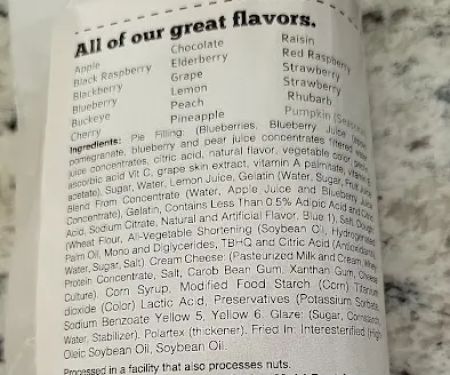 All of our great flavors.
Apple Chocolate Raisin
Black Raspberry Elderberry Red Raspberry
Blackberry Grape Strawberry
Blueberry Lemon Strawberry
Buckeye Peach Rhubarb
Cherry Pineapple Pumpkin
Ingredients: Pie Filling: (Blueberries, Blueberry Juice
pomegranate, blueberry and pear juice concentrates filtered
juice concentrates, citric acid, natural flavor, vegetable color
ascorbic acid Vit C, grape skin extract, vitamin A palmitate, vitamin
acetate), Sugar, Water, Lemon Juice, Gelatin (Water, Sugar, Fruit Juice
Blend From Concentrate (Water, Apple Juice and Blueberry Juice
Concentrate), Gelatin, Contains Less Than 0.5% Adipic Acid and
Acid, Sodium Citrate, Natural and Artificial Flavor, Blue 1), Salt, Dough:
(Wheat Flour, All-Vegetable Shortening (Soybean Oil, Hydrogenated
Palm Oil, Mono and Diglycerides, TBHQ and Citric Acid (Antioxidants),
Water, Sugar, Salt) Cream Cheese: (Pasteurized Milk and Cream, Whey
Protein Concentrate, Salt, Carob Bean Gum, Xanthan Gum, Cheese
Culture). Corn Syrup, Modified Food Starch (Corn) Titanium
dioxide (Color) Lactic Acid, Preservatives (Potassium Sorbate,
Sodium Benzoate Yellow 5, Yellow 6. Glaze: (Sugar, Cornstarch,
Water, Stabilizer). Polartex (thickener). Fried In: Interesterified (High
Oleic Soybean Oil, Soybean Oil.
Processed in a facility that also processes nuts.